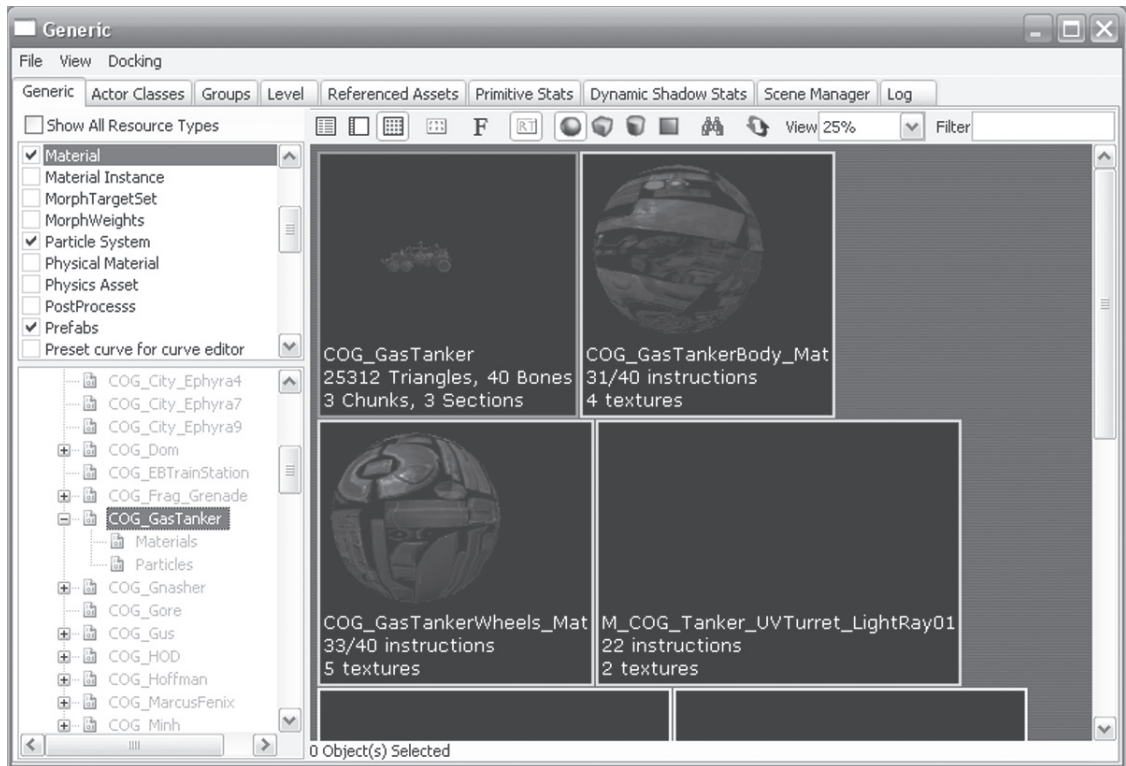 Generic
File View Docking
Generic Actor Classes Groups Level Referenced Assets Primitive Stats Dynamic Shadow Stats Scene Manager Log
Show All Resource Types
F RT View 25% Filter
Material
Material Instance
MorphTargetSet
MorphWeights
Particle System
Physical Material
Physics Asset
PostProcesss
Prefabs
Preset curve for curve editor
COG_City_Ephyra4
COG_City_Ephyra7
COG_City_Ephyra9
COG_Dom
COG_EBTrainStation
COG_Frag_Grenade
COG_GasTanker
Materials
Particles
COG_Gnasher
COG_Gore
COG_Gus
COG_HOD
COG_Hoffman
COG_MarcusFenix
COG_Minh
COG_GasTanker
25312 Triangles, 40 Bones
3 Chunks, 3 Sections
COG_GasTankerBody_Mat
31/40 instructions
4 textures
COG_GasTankerWheels_Mat
33/40 instructions
5 textures
M_COG_Tanker_UVTurret_LightRay01
22 instructions
2 textures
0 Object(s) Selected